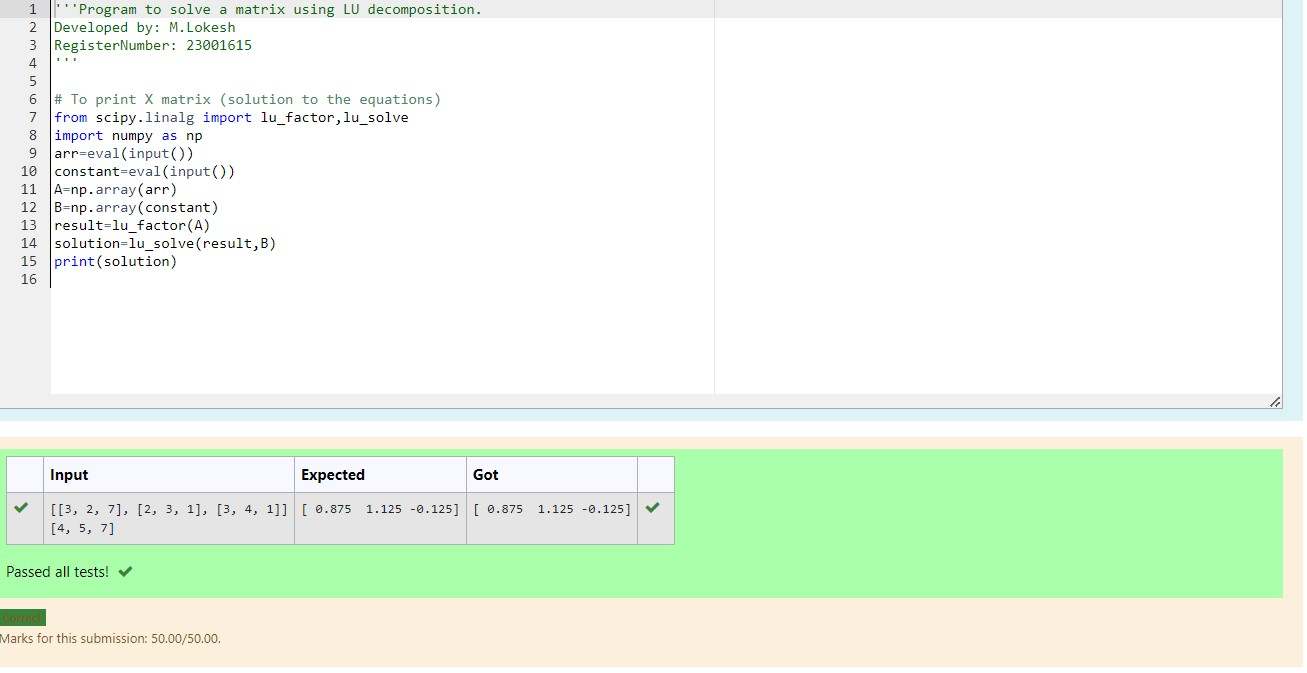 1 '''Program to solve a matrix using LU decomposition.
2 Developed by: M.Lokesh
3 RegisterNumber: 23001615
4 '''
5
6 # To print X matrix (solution to the equations)
7 from scipy.linalg import lu_factor,lu_solve
8 import numpy as np
9 arr=eval(input())
10 constant=eval(input())
11 A=np.array(arr)
12 B=np.array(constant)
13 result=lu_factor(A)
14 solution=lu_solve(result,B)
15 print(solution)
16
Input Expected Got
[[3, 2, 7], [2, 3, 1], [3, 4, 1]] [ 0.875  1.125 -0.125] [ 0.875  1.125 -0.125]
[4, 5, 7]
Passed all tests!
Correct
Marks for this submission: 50.00/50.00.